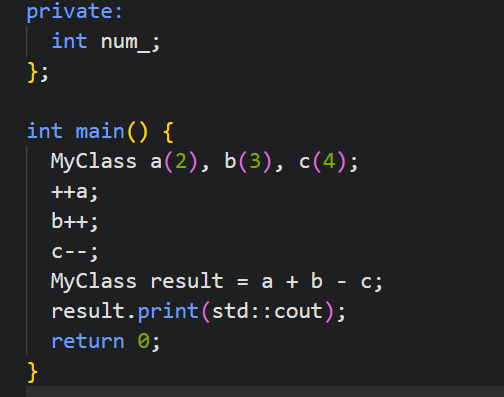 private:
  int num_;
};

int main() {
  MyClass a(2), b(3), c(4);
  ++a;
  b++;
  c--;
  MyClass result = a + b - c;
  result.print(std::cout);
  return 0;
}